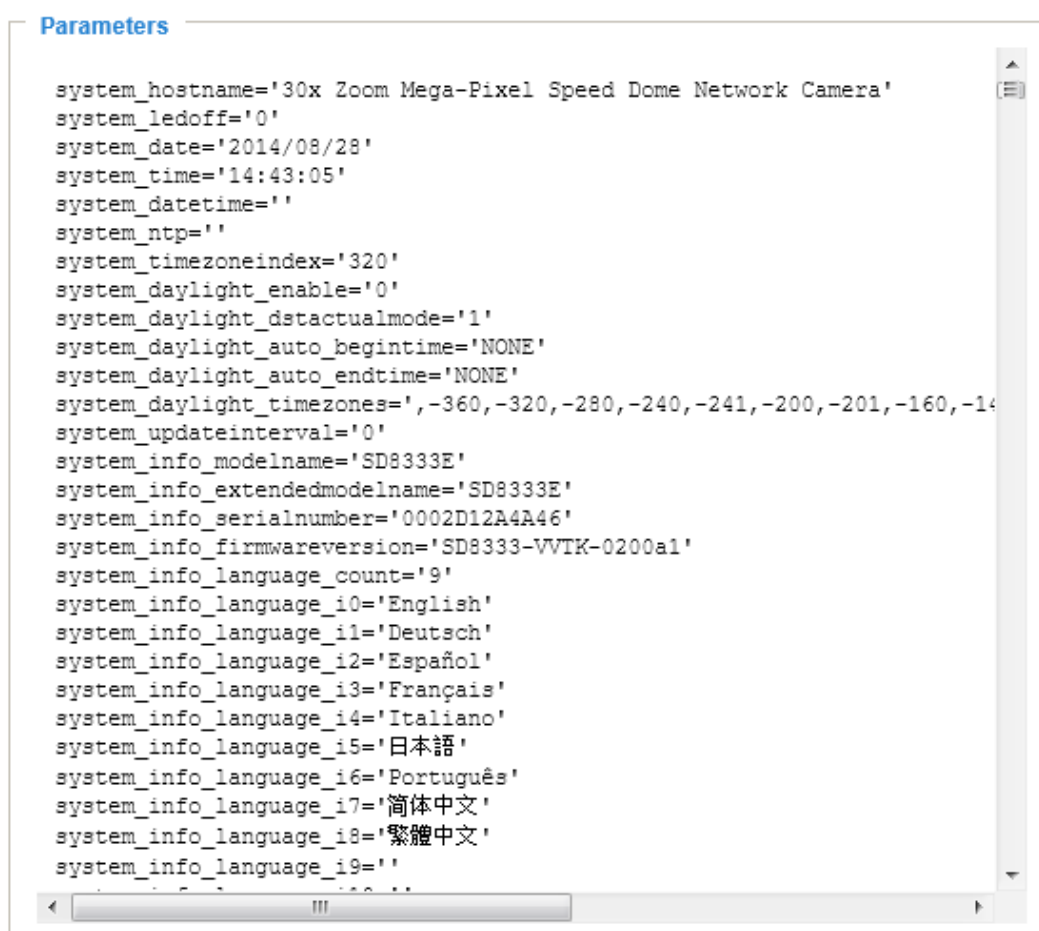 Parameters
system_hostname='30x Zoom Mega-Pixel Speed Dome Network Camera'
system_ledoff='0'
system_date='2014/08/28'
system_time='14:43:05'
system_datetime=''
system_ntp=''
system_timezoneindex='320'
system_daylight_enable='0'
system_daylight_dstactualmode='1'
system_daylight_auto_begintime='NONE'
system_daylight_auto_endtime='NONE'
system_daylight_timezones=',-360,-320,-280,-240,-241,-200,-201,-160,-14
system_updateinterval='0'
system_info_modelname='SD8333E'
system_info_extendedmodelname='SD8333E'
system_info_serialnumber='0002D12A4A46'
system_info_firmwareversion='SD8333-VVTK-0200a1'
system_info_language_count='9'
system_info_language_i0='English'
system_info_language_i1='Deutsch'
system_info_language_i2='Español'
system_info_language_i3='Français'
system_info_language_i4='Italiano'
system_info_language_i5='日本語'
system_info_language_i6='Português'
system_info_language_i7='简体中文'
system_info_language_i8='繁體中文'
system_info_language_i9=''